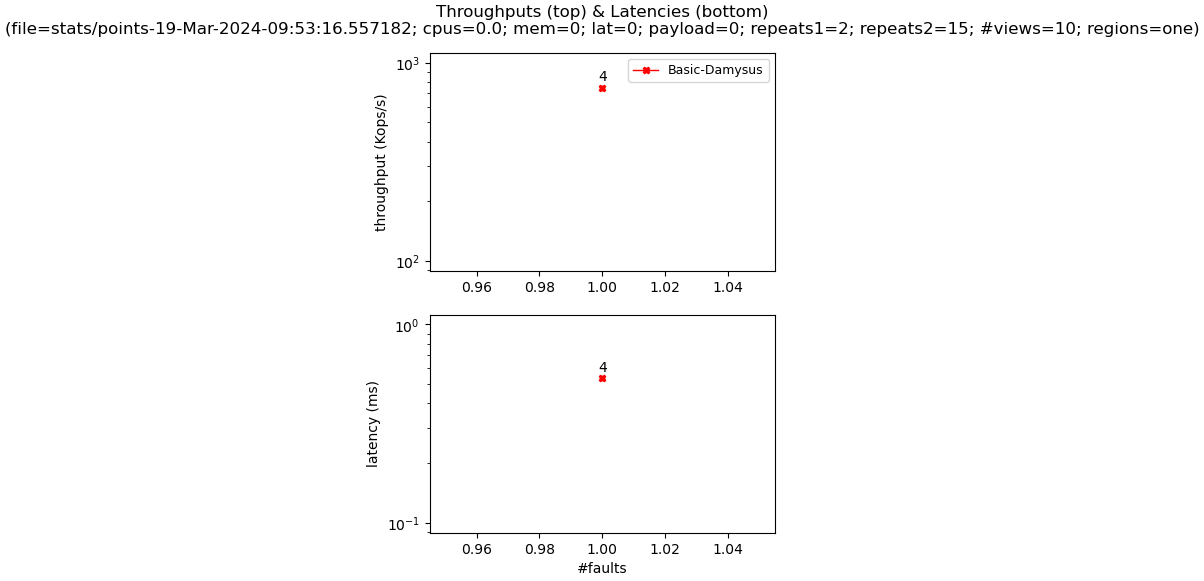 Throughputs (top) & Latencies (bottom)
(file=stats/points-19-Mar-2024-09:53:16.557182; cpus=0.0; mem=0; lat=0; payload=0; repeats1=2; repeats2=15; #views=10; regions=one)
10³
4
Basic-Damysus
throughput (Kops/s)
10²
0.96 0.98 1.00 1.02 1.04
10⁰
4
latency (ms)
10⁻¹
0.96 0.98 1.00 1.02 1.04
#faults